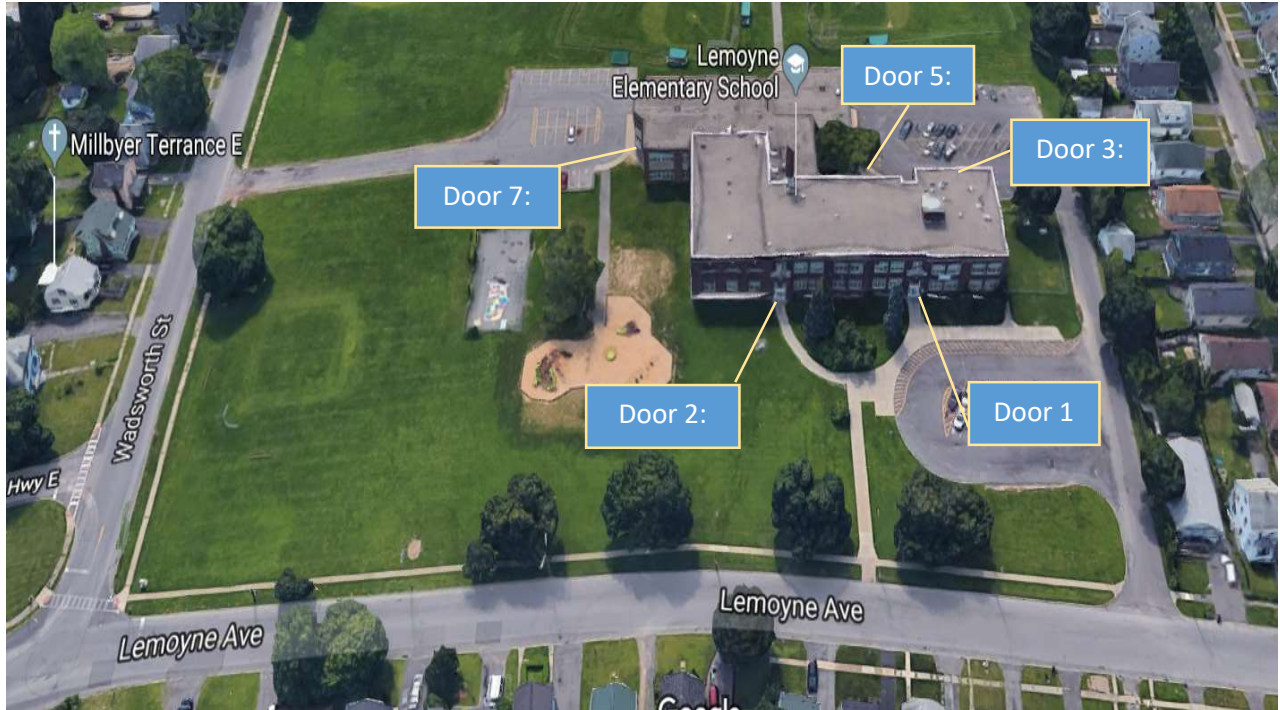 Lemoyne
Elementary School
Door 5:
Millbyer Terrance E
Door 3:
Door 7:
Wadsworth St
Door 2:
Door 1
Hwy E
Lemoyne Ave
Lemoyne Ave
Google